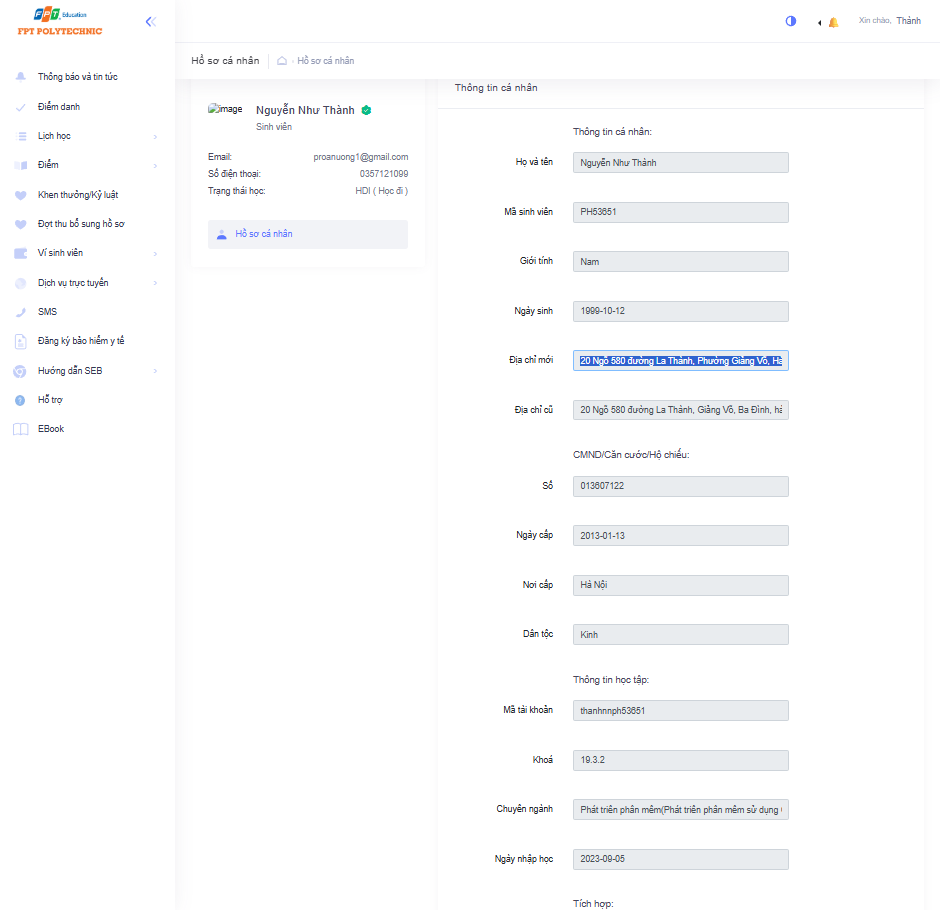 FPT Education
FPT POLYTECHNIC
Thông báo và tin tức
Điểm danh
Lịch học
Điểm
Khen thưởng/Kỷ luật
Đợt thu bổ sung hồ sơ
Ví sinh viên
Dịch vụ trực tuyến
SMS
Đăng ký bảo hiểm y tế
Hướng dẫn SEB
Hỗ trợ
EBook
Xin chào, Thành
Hồ sơ cá nhân
Hồ sơ cá nhân
image
Nguyễn Như Thành
Sinh viên
Email: proanuong1@gmail.com
Số điện thoại: 0357121099
Trạng thái học: HDI ( Học đi )
Hồ sơ cá nhân
Thông tin cá nhân
Thông tin cá nhân:
Họ và tên Nguyễn Như Thành
Mã sinh viên PH53651
Giới tính Nam
Ngày sinh 1999-10-12
Địa chỉ mới 20 Ngõ 580 đường La Thành, Phường Giảng Võ, Hà
Địa chỉ cũ 20 Ngõ 580 đường La Thành, Giảng Võ, Ba Đình, hà
CMND/Căn cước/Hộ chiếu:
Số 013607122
Ngày cấp 2013-01-13
Nơi cấp Hà Nội
Dân tộc Kinh
Thông tin học tập:
Mã tài khoản thanhnnph53651
Khoá 19.3.2
Chuyên ngành Phát triển phần mềm(Phát triển phần mềm sử dụng
Ngày nhập học 2023-09-05
Tích hợp: